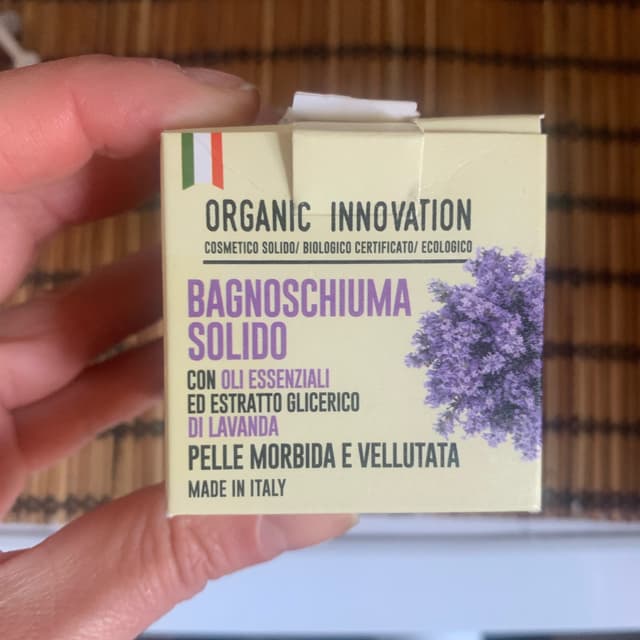 ORGANIC INNOVATION
COSMETICO SOLIDO/ BIOLOGICO CERTIFICATO/ ECOLOGICO
BAGNOSCHIUMA
SOLIDO
CON OLI ESSENZIALI
ED ESTRATTO GLICERICO
DI LAVANDA
PELLE MORBIDA E VELLUTATA
MADE IN ITALY